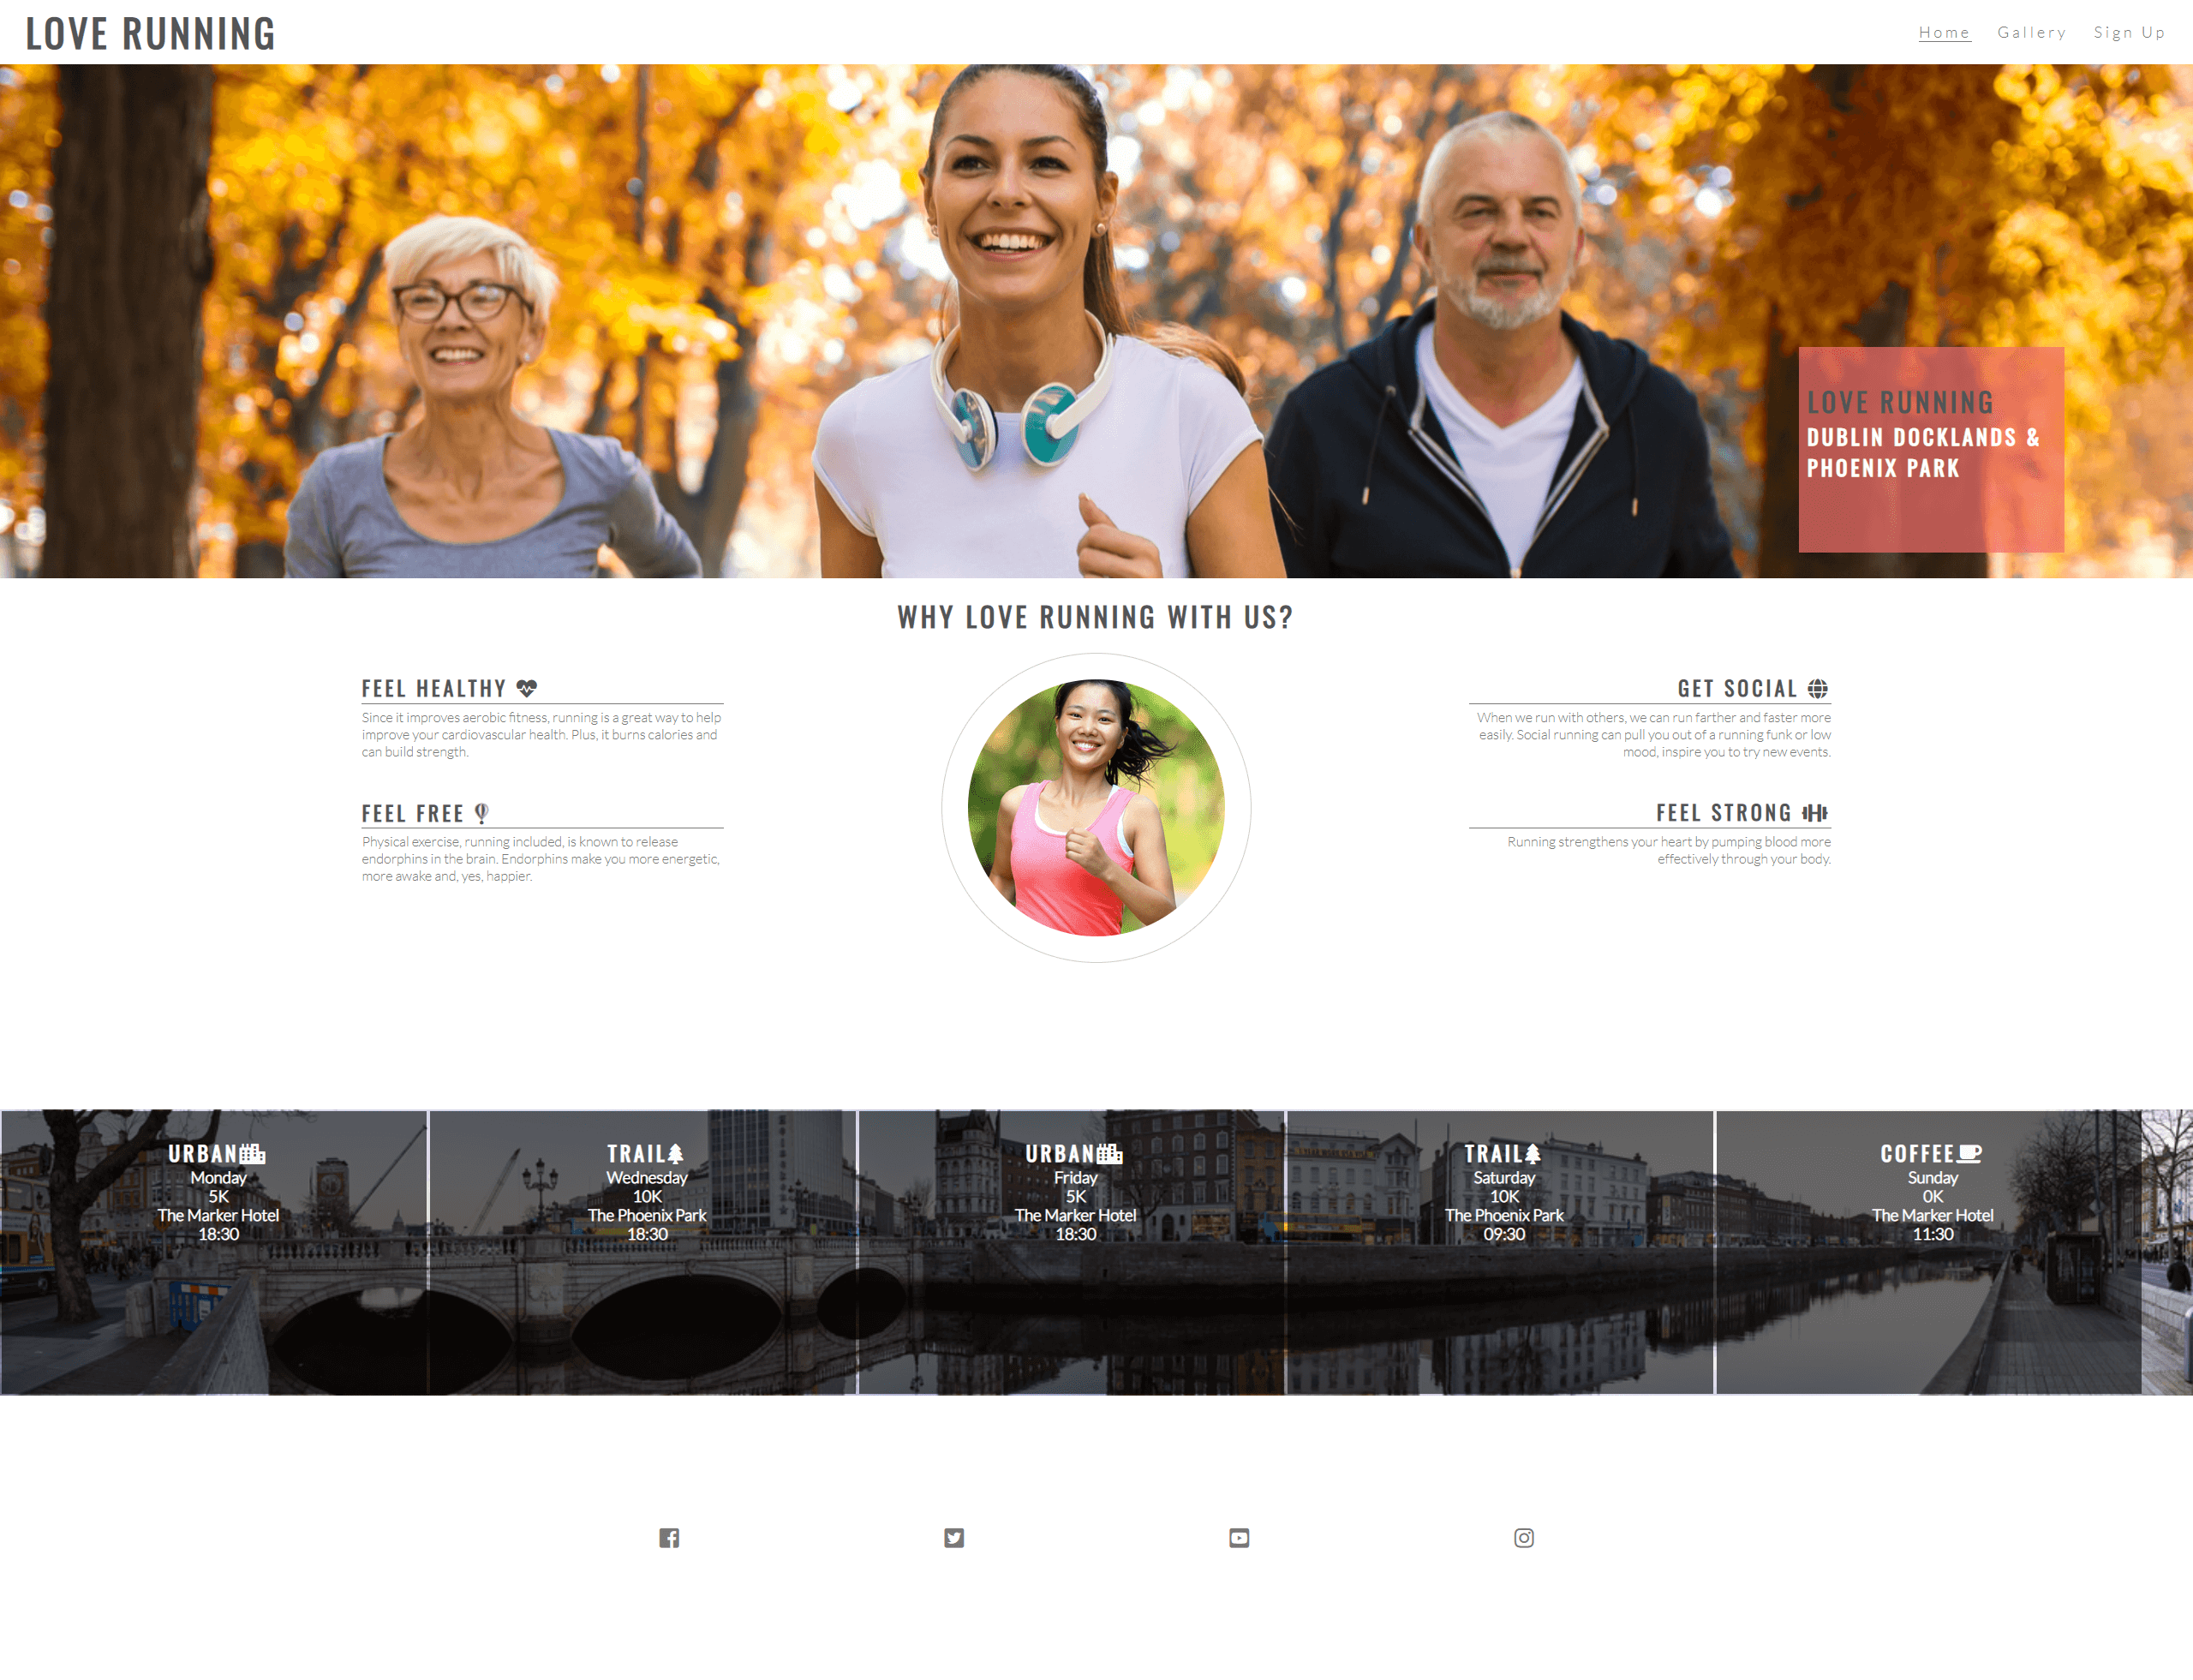 LOVE RUNNING
Home Gallery Sign Up
LOVE RUNNING
DUBLIN DOCKLANDS &
PHOENIX PARK
WHY LOVE RUNNING WITH US?
FEEL HEALTHY
Since it improves aerobic fitness, running is a great way to help
improve your cardiovascular health. Plus, it burns calories and
can build strength.
FEEL FREE
Physical exercise, running included, is known to release
endorphins in the brain. Endorphins make you more energetic,
more awake and, yes, happier.
GET SOCIAL
When we run with others, we can run farther and faster more
easily. Social running can pull you out of a running funk or low
mood, inspire you to try new events.
FEEL STRONG
Running strengthens your heart by pumping blood more
effectively through your body.
URBAN
Monday
5K
The Marker Hotel
18:30
TRAIL
Wednesday
10K
The Phoenix Park
18:30
URBAN
Friday
5K
The Marker Hotel
18:30
TRAIL
Saturday
10K
The Phoenix Park
09:30
COFFEE
Sunday
0K
The Marker Hotel
11:30